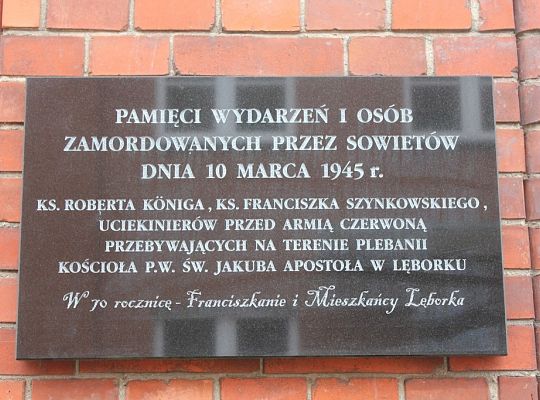 PAMIĘCI WYDARZEŃ I OSÓB
ZAMORDOWANYCH PRZEZ SOWIETÓW
DNIA 10 MARCA 1945 r.
KS. ROBERTA KÖNIGA, KS. FRANCISZKA SZYNKOWSKIEGO,
UCIEKINIERÓW PRZED ARMIĄ CZERWONĄ
PRZEBYWAJĄCYCH NA TERENIE PLEBANII
KOŚCIOŁA P.W. ŚW. JAKUBA APOSTOŁA W LĘBORKU
W 70 rocznicę - Franciszkanie i Mieszkańcy Lęborka